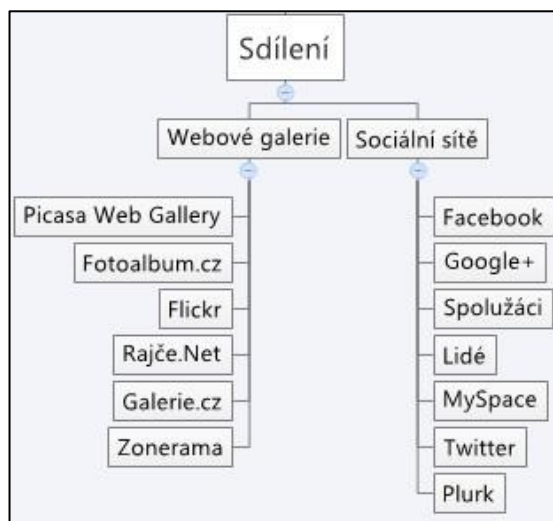 Sdílení
Webové galerie
Sociální sítě
Picasa Web Gallery
Fotoalbum.cz
Flickr
Rajče.Net
Galerie.cz
Zonerama
Facebook
Google+
Spolužáci
Lidé
MySpace
Twitter
Plurk